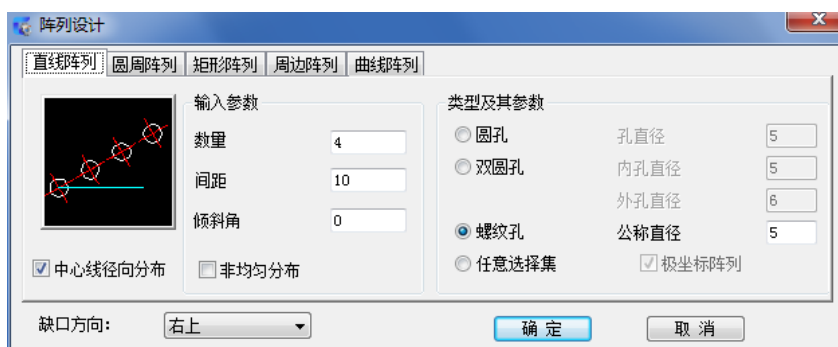 阵列设计
直线阵列 圆周阵列 矩形阵列 周边阵列 曲线阵列
输入参数
数量 4
间距 10
倾斜角 0
中心线径向分布
非均匀分布
类型及其参数
圆孔 孔直径 5
双圆孔 内孔直径 5
外孔直径 6
螺纹孔 公称直径 5
任意选择集 极坐标阵列
缺口方向: 右上
确定 取消